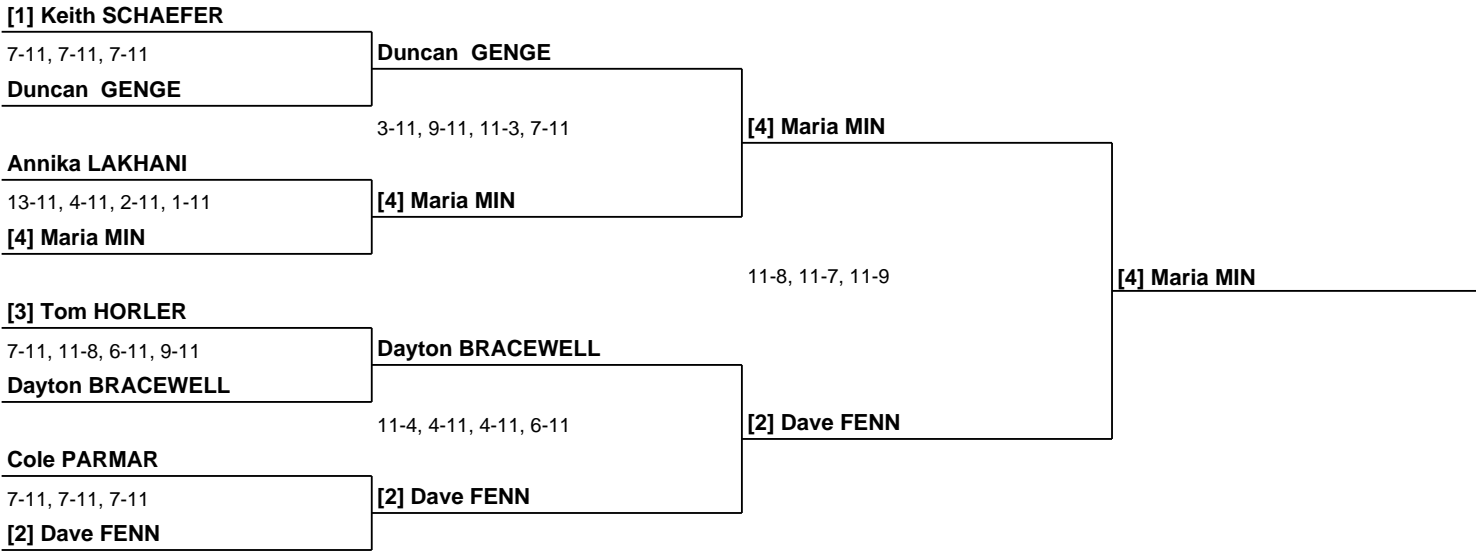 [1] Keith SCHAEFER
7-11, 7-11, 7-11
Duncan GENGE
Duncan GENGE
3-11, 9-11, 11-3, 7-11
[4] Maria MIN
Annika LAKHANI
13-11, 4-11, 2-11, 1-11
[4] Maria MIN
[4] Maria MIN
11-8, 11-7, 11-9
[4] Maria MIN
[3] Tom HORLER
7-11, 11-8, 6-11, 9-11
Dayton BRACEWELL
Dayton BRACEWELL
11-4, 4-11, 4-11, 6-11
[2] Dave FENN
Cole PARMAR
7-11, 7-11, 7-11
[2] Dave FENN
[2] Dave FENN